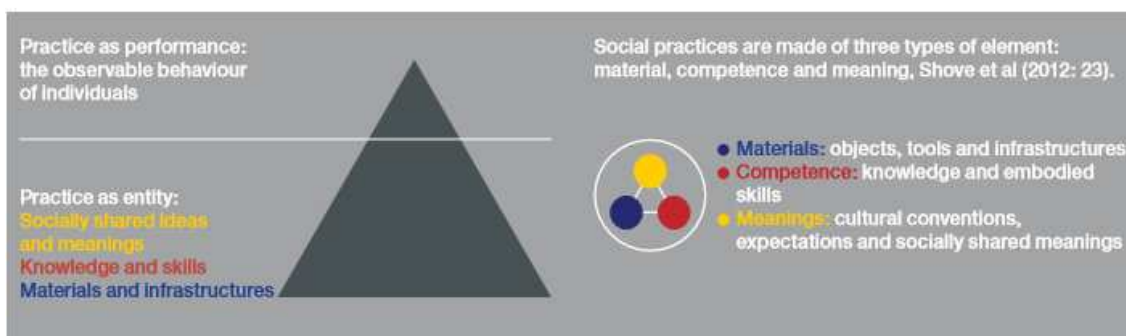 Practice as performance:
the observable behaviour
of individuals
Practice as entity:
Socially shared ideas
and meanings
Knowledge and skills
Materials and infrastructures
Social practices are made of three types of element:
material, competence and meaning, Shove et al (2012: 23).
Materials: objects, tools and infrastructures
Competence: knowledge and embodied
skills
Meanings: cultural conventions,
expectations and socially shared meanings